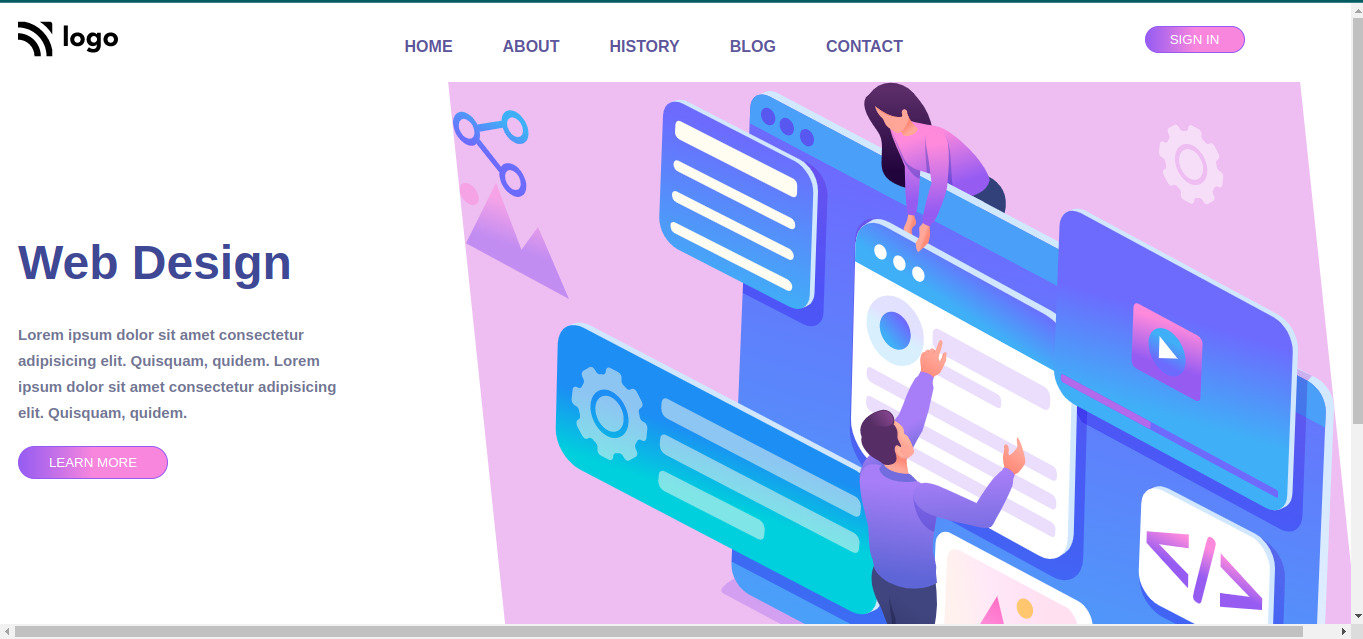 logo
HOME ABOUT HISTORY BLOG CONTACT
SIGN IN
Web Design
Lorem ipsum dolor sit amet consectetur
adipisicing elit. Quisquam, quidem. Lorem
ipsum dolor sit amet consectetur adipisicing
elit. Quisquam, quidem.
LEARN MORE